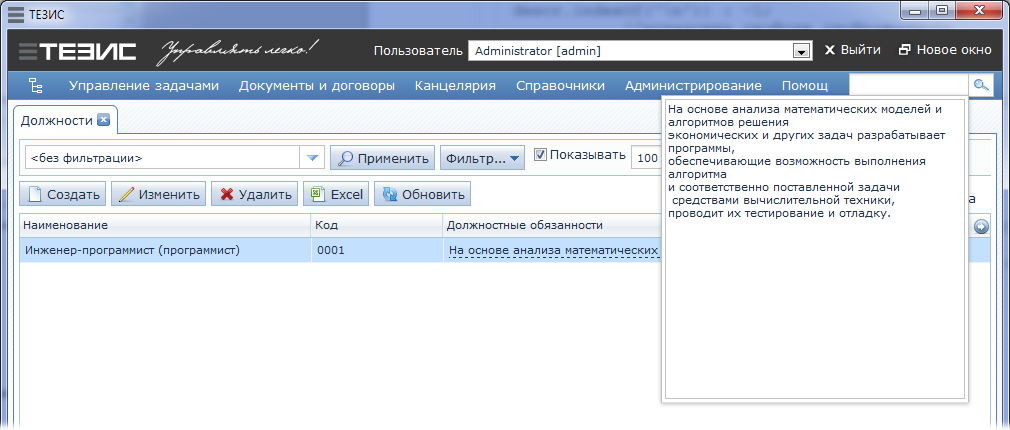 ТЕЗИС
ТЕЗИС Управлять легко! Пользователь Administrator [admin] Выйти Новое окно
Управление задачами Документы и договоры Канцелярия Справочники Администрирование Помощ
Должности
<без фильтрации> Применить Фильтр... Показывать 100
Создать Изменить Удалить Excel Обновить а
Наименование Код Должностные обязанности
Инженер-программист (программист) 0001 На основе анализа математических
На основе анализа математических моделей и
алгоритмов решения
экономических и других задач разрабатывает
программы,
обеспечивающие возможность выполнения
алгоритма
и соответственно поставленной задачи
средствами вычислительной техники,
проводит их тестирование и отладку.